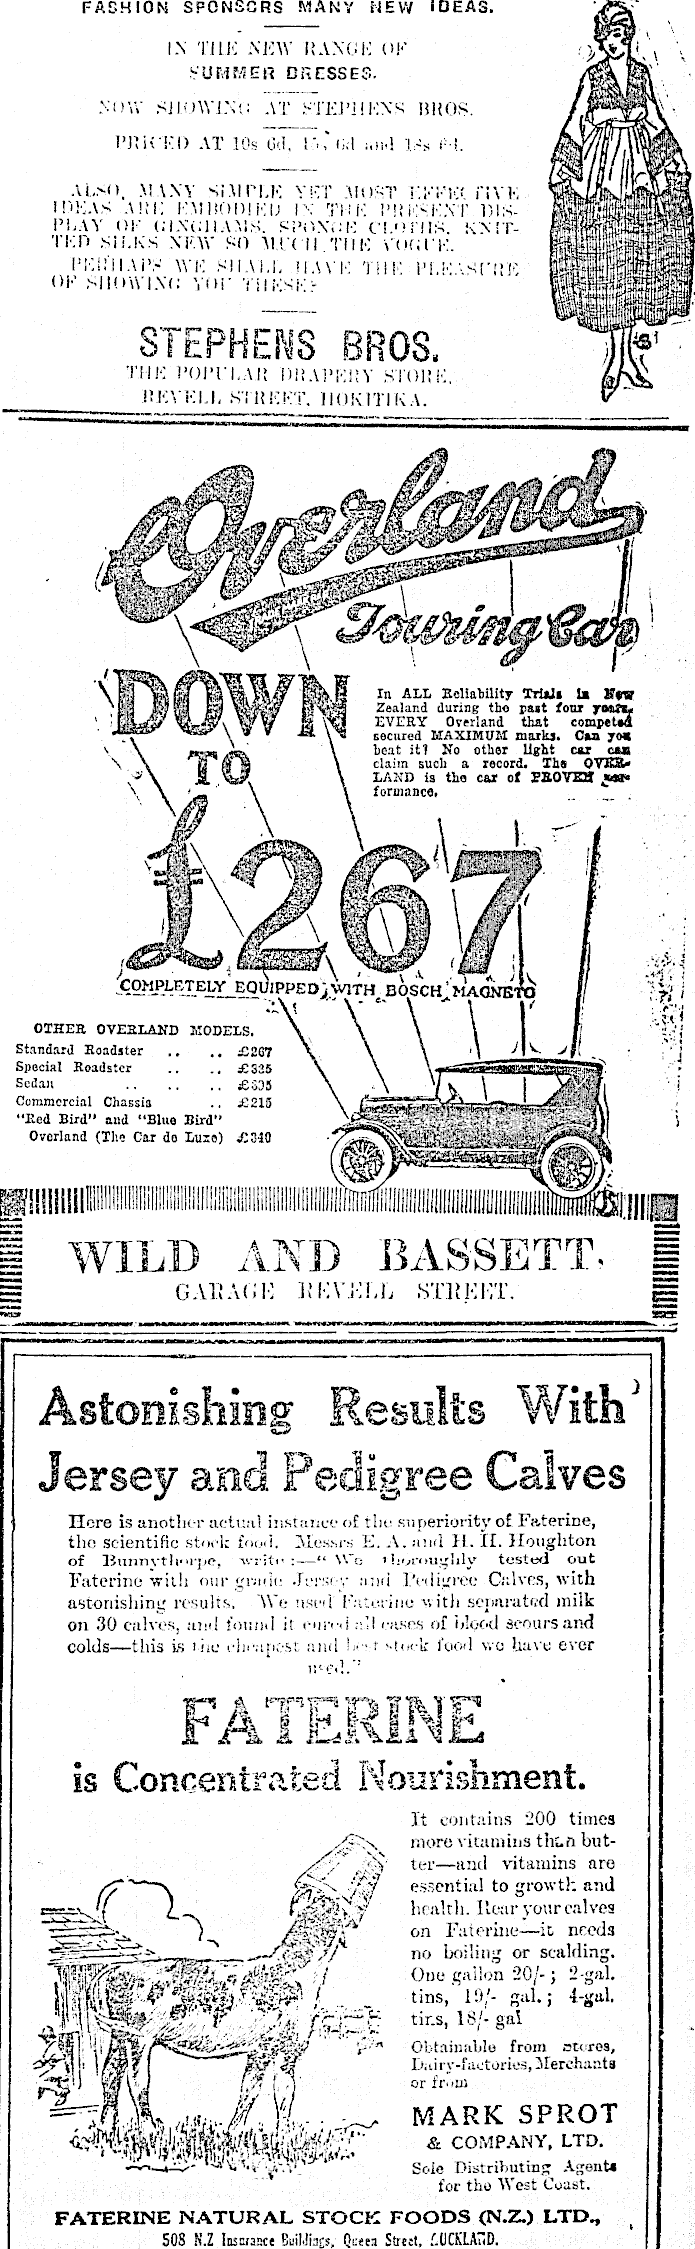 FASHION SPONSORS MANY NEW IDEAS.
IN THE NEW RANGE OF
SUMMER DRESSES.
NOW SHOWING AT STEPHENS BROS.
PRICED AT 10s 6d, 15s 6d and 18s 6d.
ALSO, MANY SIMPLE YET MOST EFFECTIVE
IDEAS ARE EMBODIED IN THE PRESENT DIS-
PLAY OF GINGHAMS, SPONGE CLOTHS, KNIT-
TED SILKS NEW SO MUCH THE VOGUE.
PERHAPS WE SHALL HAVE THE PLEASURE
OF SHOWING YOU THESE?
STEPHENS BROS.
THE POPULAR DRAPERY STORE,
REVELL STREET, HOKITIKA.
Overland
Touring Car
DOWN
TO
£267
In ALL Reliability Trials in New
Zealand during the past four years,
EVERY Overland that competed
secured MAXIMUM marks. Can you
beat it? No other light car can
claim such a record. The OVER-
LAND is the car of PROVEN per-
formance.
COMPLETELY EQUIPPED, WITH BOSCH MAGNETO
OTHER OVERLAND MODELS.
Standard Roadster .. .. £267
Special Roadster .. .. £325
Sedan .. .. .. £395
Commercial Chassis .. £215
"Red Bird" and "Blue Bird"
Overland (The Car de Luxe) £340
WILD AND BASSETT,
GARAGE REVELL STREET.
Astonishing Results With
Jersey and Pedigree Calves
Here is another actual instance of the superiority of Faterine,
the scientific stock food. Messrs E. A. and H. H. Houghton
of Bunnythorpe, write:—"We thoroughly tested out
Faterine with our grade Jersey and Pedigree Calves, with
astonishing results. We used Faterine with separated milk
on 30 calves, and found it cured all cases of blood scours and
colds—this is the cheapest and best stock food we have ever
used."
FATERINE
is Concentrated Nourishment.
It contains 200 times
more vitamins than but-
ter—and vitamins are
essential to growth and
health. Rear your calves
on Faterine—it needs
no boiling or scalding.
One gallon 20/-; 2-gal.
tins, 19/- gal.; 4-gal.
tins, 18/- gal
Obtainable from stores,
Dairy-factories, Merchants
or from
MARK SPROT
& COMPANY, LTD.
Sole Distributing Agents
for the West Coast.
FATERINE NATURAL STOCK FOODS (N.Z.) LTD.,
508 N.Z Insurance Buildings, Queen Street, AUCKLAND.